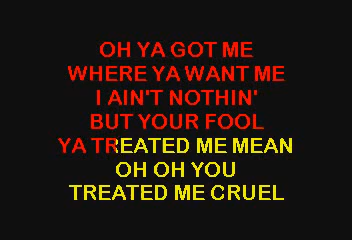 OH YA GOT ME
WHERE YA WANT ME
I AIN'T NOTHIN'
BUT YOUR FOOL
YA TREATED ME MEAN
OH OH YOU
TREATED ME CRUEL